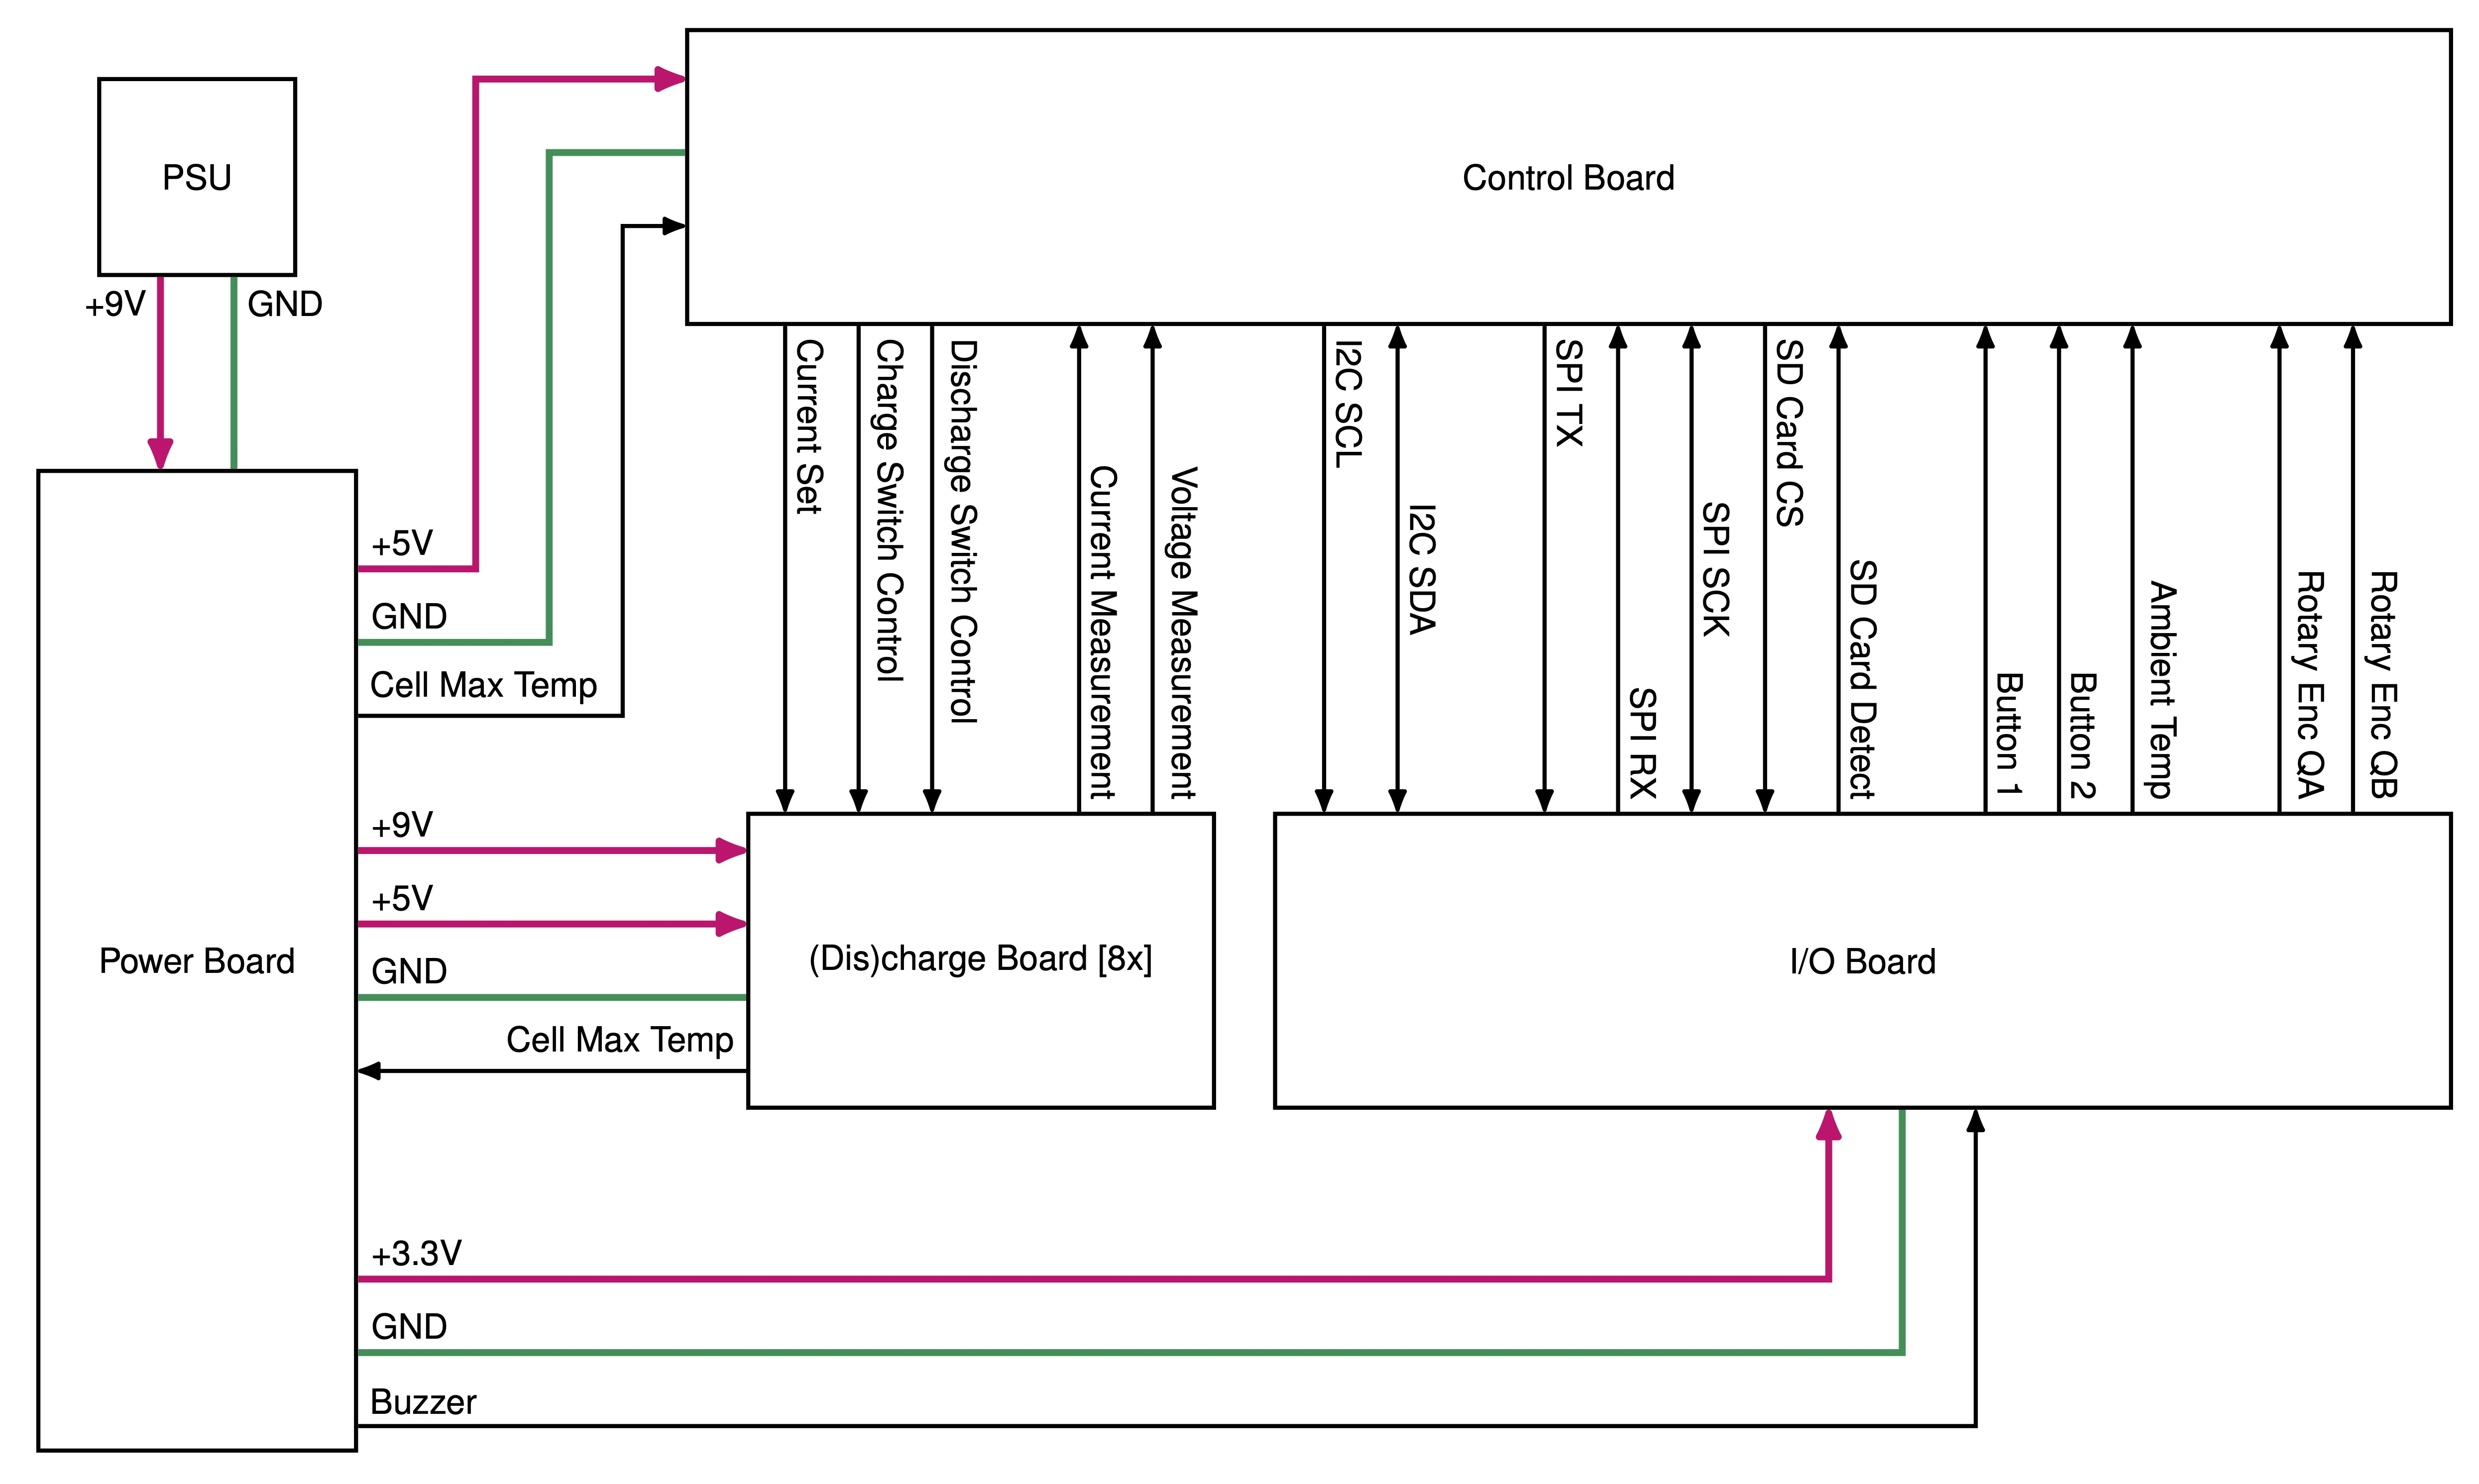 Control Board
PSU
+9V
GND
Current Set
Charge Switch Control
Discharge Switch Control
Current Measurement
Voltage Measurement
I2C SCL
I2C SDA
SPI TX
SPI RX
SPI SCK
SD Card CS
SD Card Detect
Button 1
Button 2
Ambient Temp
Rotary Enc QA
Rotary Enc QB
+5V
GND
Cell Max Temp
+9V
+5V
GND
Cell Max Temp
Power Board
(Dis)charge Board [8x]
I/O Board
+3.3V
GND
Buzzer